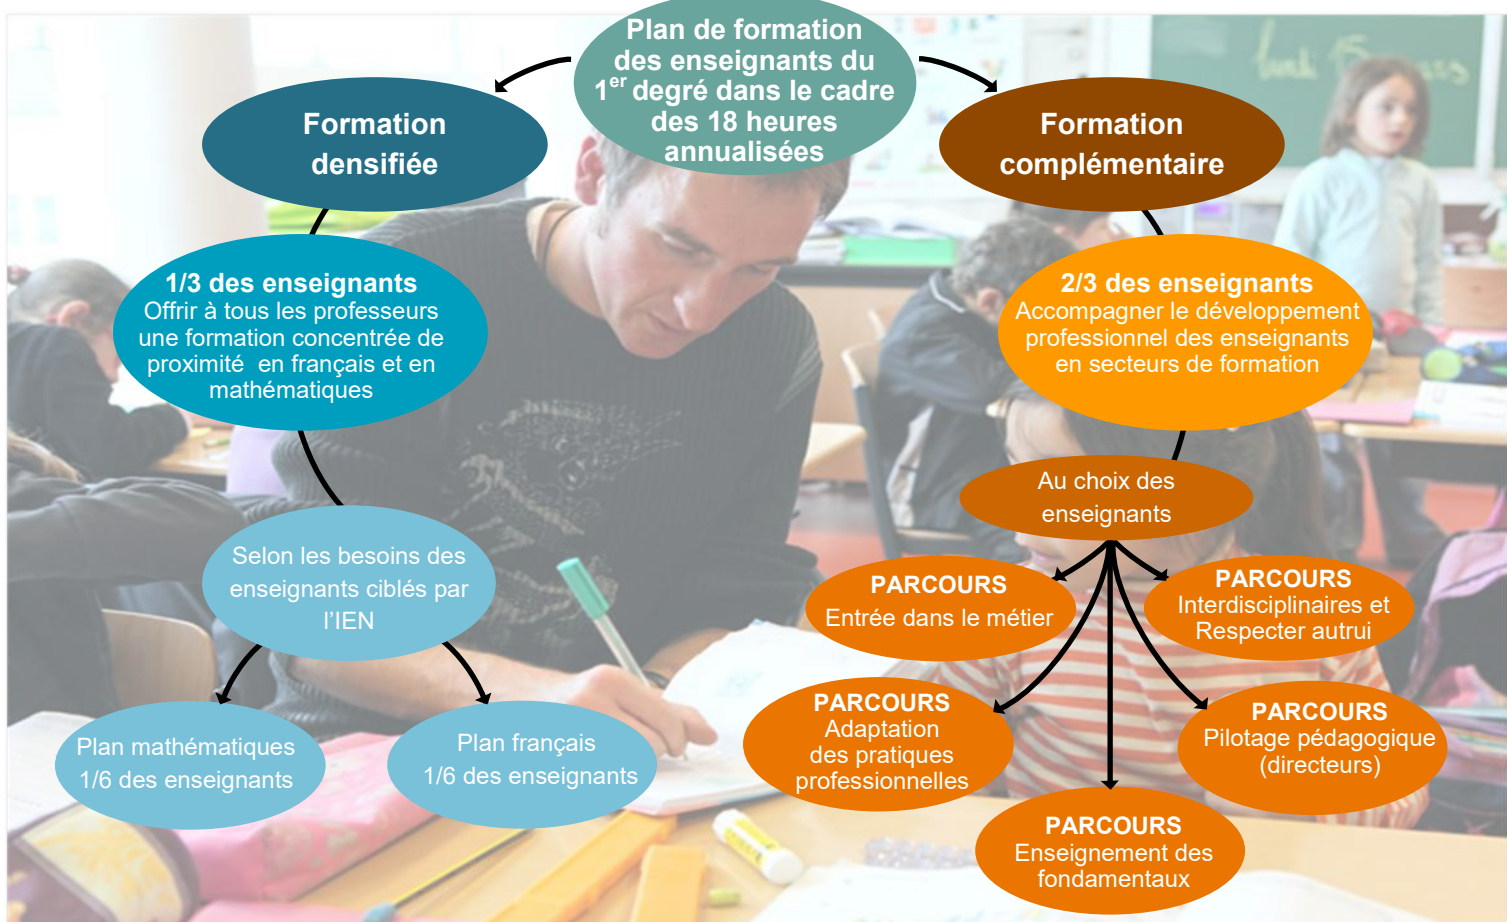 Plan de formation
des enseignants du
1er degré dans le cadre
des 18 heures
annualisées
Formation
densifiée
Formation
complémentaire
1/3 des enseignants
Offrir à tous les professeurs
une formation concentrée de
proximité en français et en
mathématiques
2/3 des enseignants
Accompagner le développement
professionnel des enseignants
en secteurs de formation
Selon les besoins des
enseignants ciblés par
l'IEN
Au choix des
enseignants
Plan mathématiques
1/6 des enseignants
Plan français
1/6 des enseignants
PARCOURS
Entrée dans le métier
PARCOURS
Interdisciplinaires et
Respecter autrui
PARCOURS
Adaptation
des pratiques
professionnelles
PARCOURS
Pilotage pédagogique
(directeurs)
PARCOURS
Enseignement des
fondamentaux
lundi 15